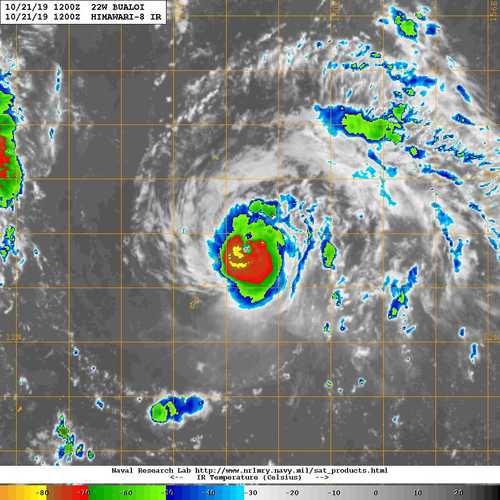 10/21/19 1200Z 22W BUALOI
10/21/19 1200Z HIMAWARI-8 IR
Naval Research Lab http://www.nrlmry.navy.mil/sat_products.html
<-- IR Temperature (Celsius) -->
-80 -70 -60 -50 -40 -30 -20 -10 0 10 20